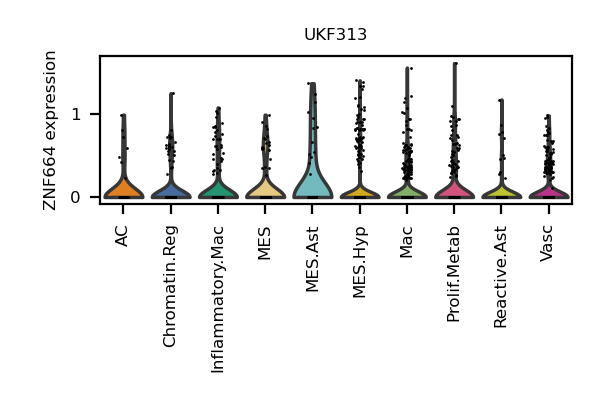 UKF313
ZNF664 expression
1
0
AC
Chromatin.Reg
Inflammatory.Mac
MES
MES.Ast
MES.Hyp
Mac
Prolif.Metab
Reactive.Ast
Vasc